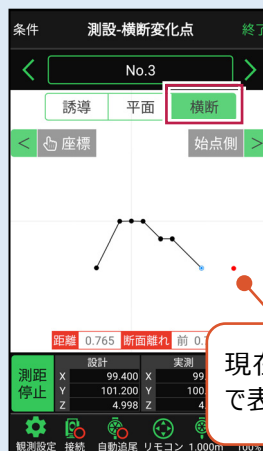 条件 測設-横断変化点 終了
< No.3 >
誘導 平面 横断
< 座標 始点側 >
距離 0.765 断面離れ 前 0.
設計 実測
測距 X 99.400 X 99.
停止 Y 101.200 Y 100.
Z 4.998 Z 4.
現在
で表
観測設定 接続 自動追尾 リモコン 1.000m 100%